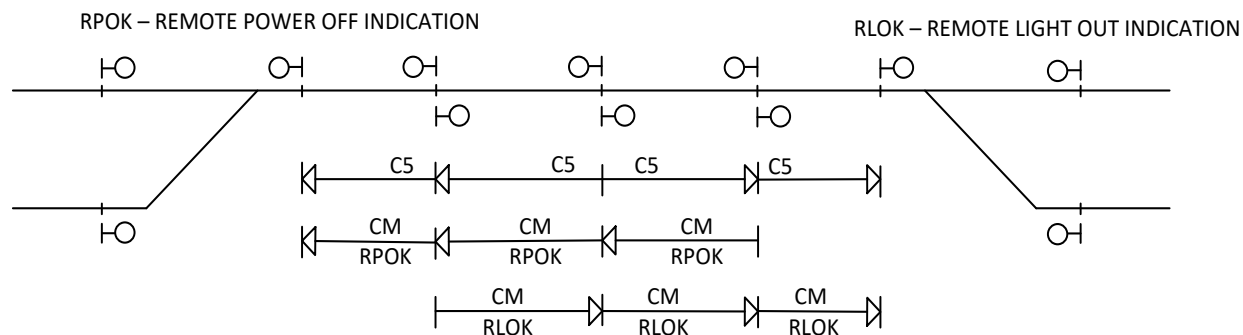 RPOK – REMOTE POWER OFF INDICATION
RLOK – REMOTE LIGHT OUT INDICATION
C5 C5 C5 C5
CM CM CM
RPOK RPOK RPOK
CM CM CM
RLOK RLOK RLOK